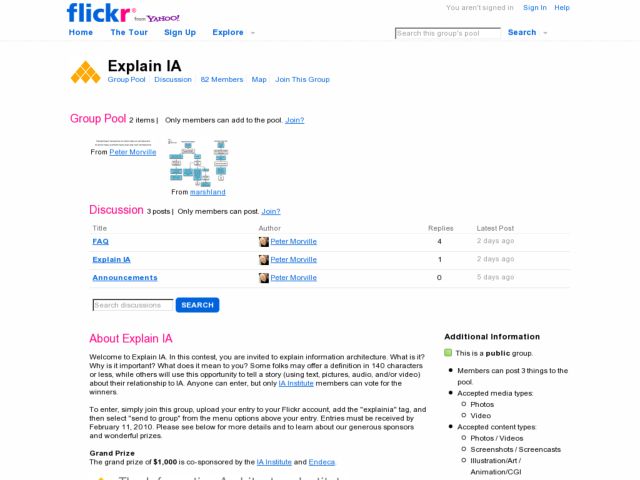 You aren't signed in Sign In Help
flickr from YAHOO!
Home The Tour Sign Up Explore Search this group's pool Search
Explain IA
Group Pool Discussion 82 Members Map Join This Group
Group Pool 2 items | Only members can add to the pool. Join?
From Peter Morville
From marshland
Discussion 3 posts | Only members can post. Join?
Title Author Replies Latest Post
FAQ Peter Morville 4 2 days ago
Explain IA Peter Morville 1 2 days ago
Announcements Peter Morville 0 5 days ago
Search discussions SEARCH
About Explain IA
Welcome to Explain IA. In this contest, you are invited to explain information architecture. What is it?
Why is it important? What does it mean to you? Some folks may offer a definition in 140 characters
or less, while others will use this opportunity to tell a story (using text, pictures, audio, and/or video)
about their relationship to IA. Anyone can enter, but only IA Institute members can vote for the
winners.
To enter, simply join this group, upload your entry to your Flickr account, add the "explainia" tag, and
then select "send to group" from the menu options above your entry. Entries must be received by
February 11, 2010. Please see below for more details and to learn about our generous sponsors
and wonderful prizes.
Grand Prize
The grand prize of $1,000 is co-sponsored by the IA Institute and Endeca.
Additional Information
This is a public group.
Members can post 3 things to the
pool.
Accepted media types:
Photos
Video
Accepted content types:
Photos / Videos
Screenshots / Screencasts
Illustration/Art /
Animation/CGI